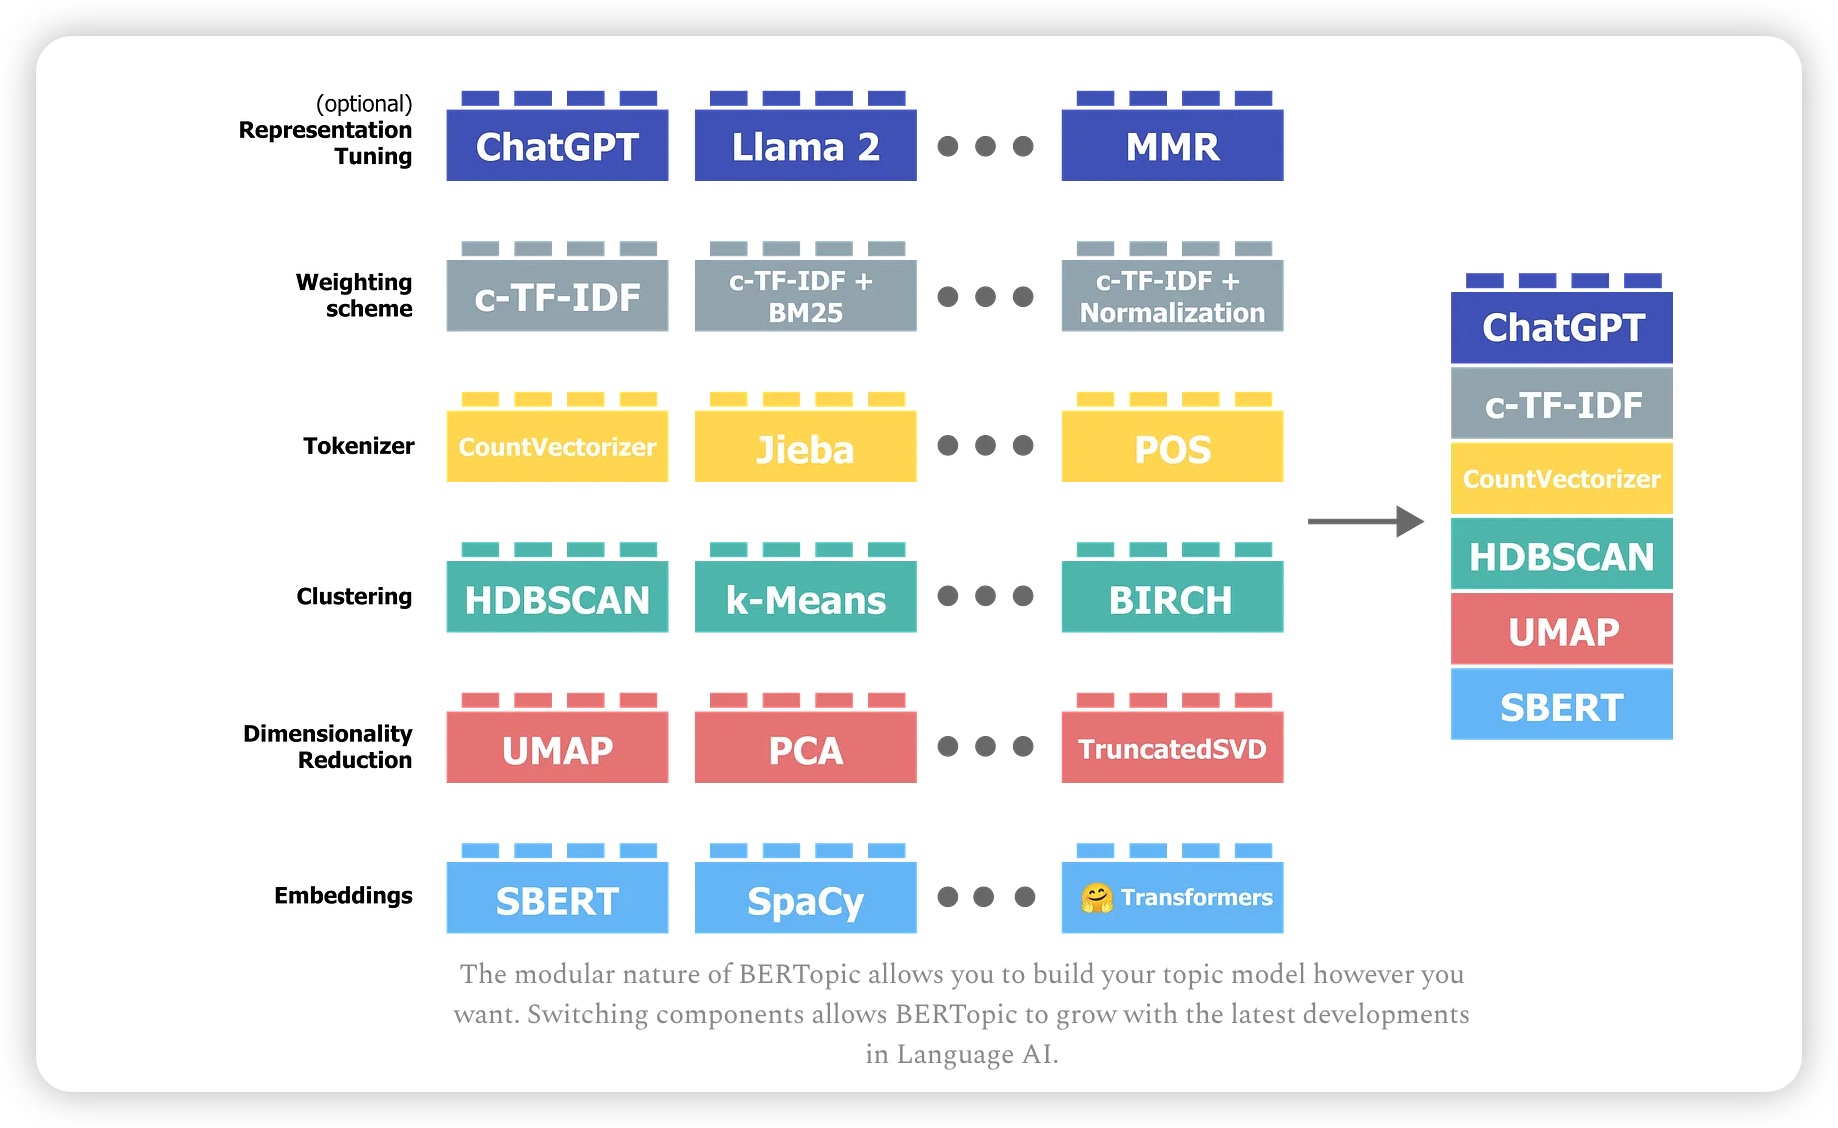 (optional)
Representation
Tuning
ChatGPT
Llama 2
MMR
Weighting
scheme
c-TF-IDF
c-TF-IDF +
BM25
c-TF-IDF +
Normalization
Tokenizer
CountVectorizer
Jieba
POS
Clustering
HDBSCAN
k-Means
BIRCH
Dimensionality
Reduction
UMAP
PCA
TruncatedSVD
Embeddings
SBERT
SpaCy
🤗 Transformers
ChatGPT
c-TF-IDF
CountVectorizer
HDBSCAN
UMAP
SBERT
The modular nature of BERTopic allows you to build your topic model however you
want. Switching components allows BERTopic to grow with the latest developments
in Language AI.